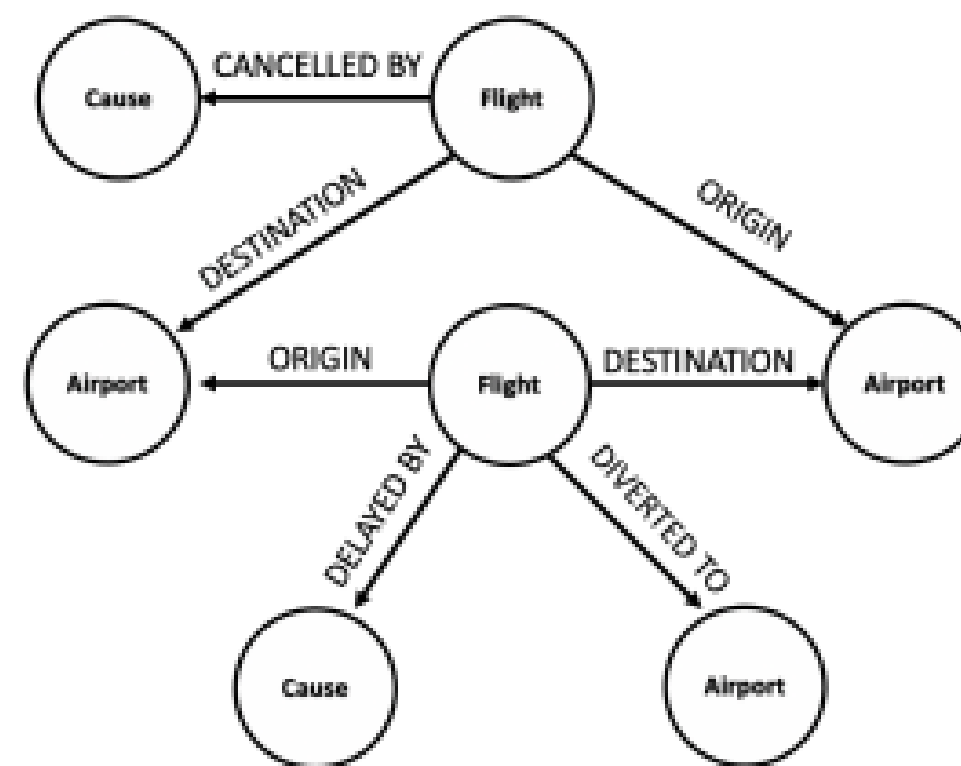 CANCELLED BY
Cause
Flight
DESTINATION
ORIGIN
ORIGIN
DESTINATION
Airport
Flight
Airport
DELAYED BY
DIVERTED TO
Cause
Airport